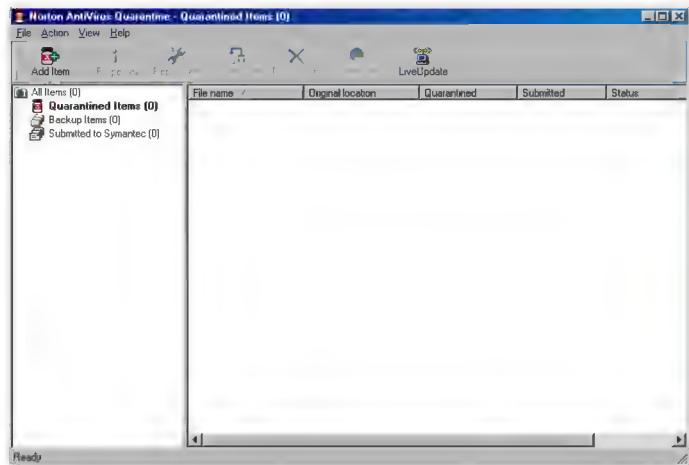 Norton AntiVirus Quarantine - Quarantined Items (0)
File Action View Help
Add Item LiveUpdate
All Items (0)
Quarantined Items (0)
Backup Items (0)
Submitted to Symantec (0)
File name / Original location Quarantined Submitted Status
Ready